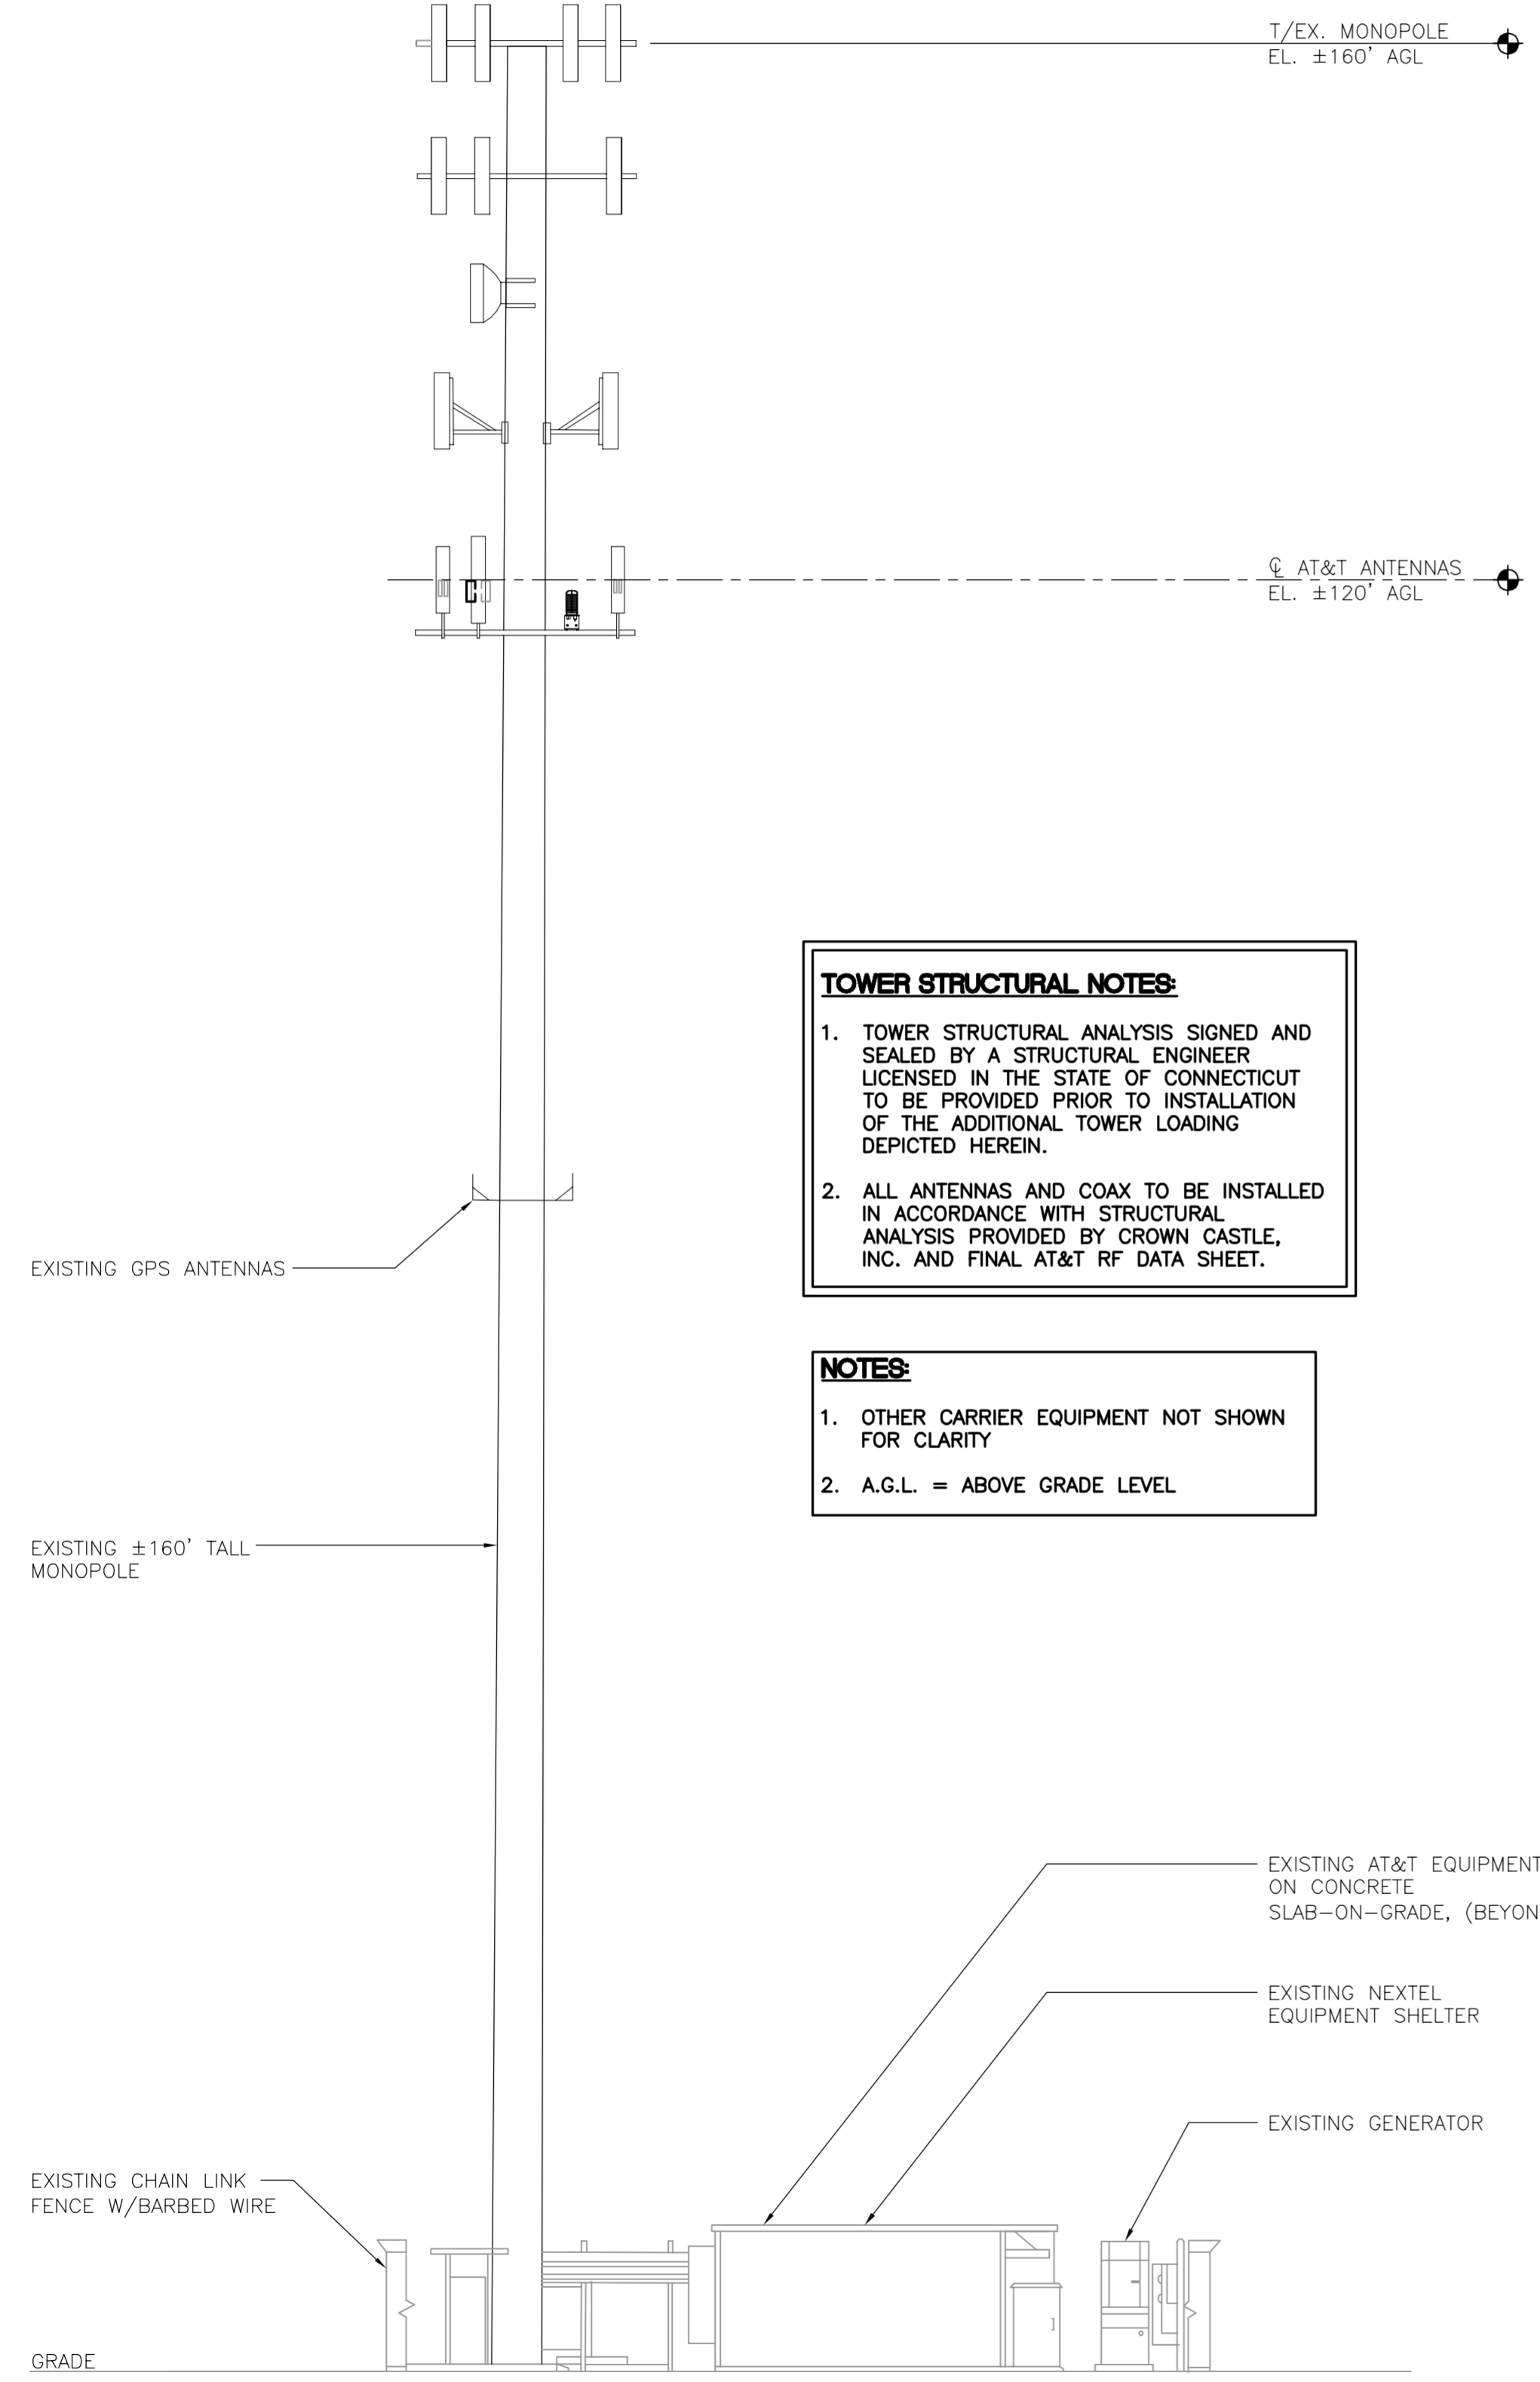 T/EX. MONOPOLE
EL. ±160' AGL
℄ AT&T ANTENNAS
EL. ±120' AGL
TOWER STRUCTURAL NOTES:
1. TOWER STRUCTURAL ANALYSIS SIGNED AND
SEALED BY A STRUCTURAL ENGINEER
LICENSED IN THE STATE OF CONNECTICUT
TO BE PROVIDED PRIOR TO INSTALLATION
OF THE ADDITIONAL TOWER LOADING
DEPICTED HEREIN.
2. ALL ANTENNAS AND COAX TO BE INSTALLED
IN ACCORDANCE WITH STRUCTURAL
ANALYSIS PROVIDED BY CROWN CASTLE,
INC. AND FINAL AT&T RF DATA SHEET.
EXISTING GPS ANTENNAS
NOTES:
1. OTHER CARRIER EQUIPMENT NOT SHOWN
FOR CLARITY
2. A.G.L. = ABOVE GRADE LEVEL
EXISTING ±160' TALL
MONOPOLE
EXISTING AT&T EQUIPMENT
ON CONCRETE
SLAB-ON-GRADE, (BEYON
EXISTING NEXTEL
EQUIPMENT SHELTER
EXISTING GENERATOR
EXISTING CHAIN LINK
FENCE W/BARBED WIRE
GRADE